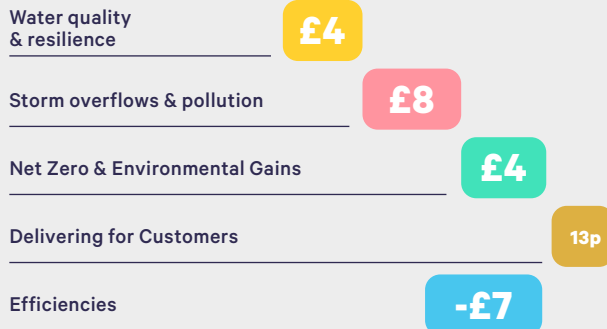 Water quality
& resilience
£4
Storm overflows & pollution
£8
Net Zero & Environmental Gains
£4
Delivering for Customers
13p
Efficiencies
-£7